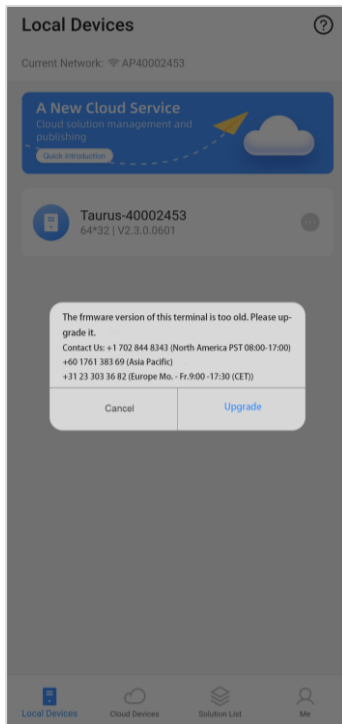 Local Devices
Current Network: AP40002453
A New Cloud Service
Cloud solution management and
publishing
Quick Introduction
Taurus-40002453
64*32 | V2.3.0.0601
The frmware version of this terminal is too old. Please up-
grade it.
Contact Us: +1 702 844 8343 (North America PST 08:00-17:00)
+60 1761 383 69 (Asia Pacific)
+31 23 303 36 82 (Europe Mo. - Fr.9:00 -17:30 (CET))
Cancel
Upgrade
Local Devices
Cloud Devices
Solution List
Me